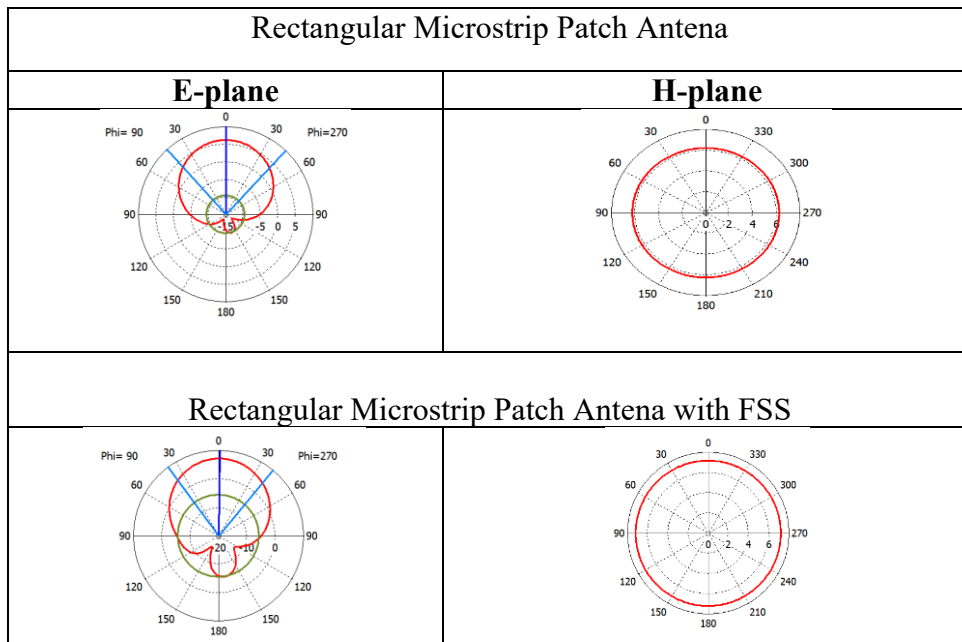 Rectangular Microstrip Patch Antena
E-plane
H-plane
0
Phi= 90 30 30 Phi=270
60 60
90 -15 -5 0 5 90
120 120
150 150
180
0
30 330
60 300
90 0 2 4 6 270
120 240
150 210
180
Rectangular Microstrip Patch Antena with FSS
0
Phi= 90 30 30 Phi=270
60 60
90 20 -10 0 90
120 120
150 150
180
0
30 330
60 300
90 0 2 4 6 270
120 240
150 210
180